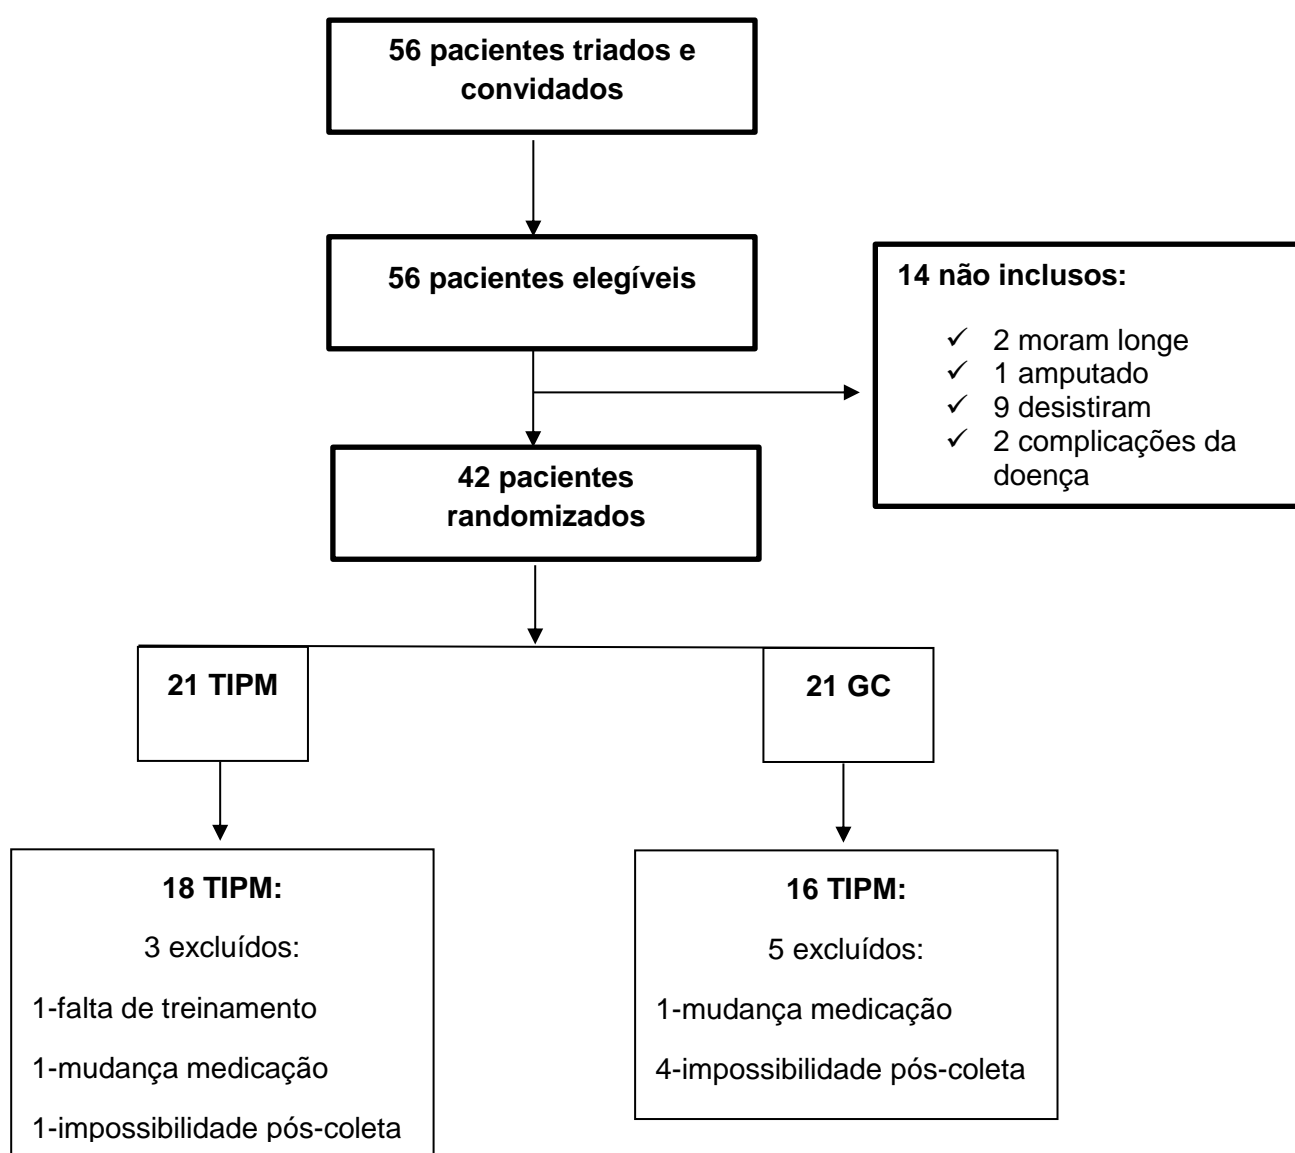 56 pacientes triados e
convidados
56 pacientes elegíveis
14 não inclusos:
✓ 2 moram longe
✓ 1 amputado
✓ 9 desistiram
✓ 2 complicações da
doença
42 pacientes
randomizados
21 TIPM
21 GC
18 TIPM:
3 excluídos:
1-falta de treinamento
1-mudança medicação
1-impossibilidade pós-coleta
16 TIPM:
5 excluídos:
1-mudança medicação
4-impossibilidade pós-coleta